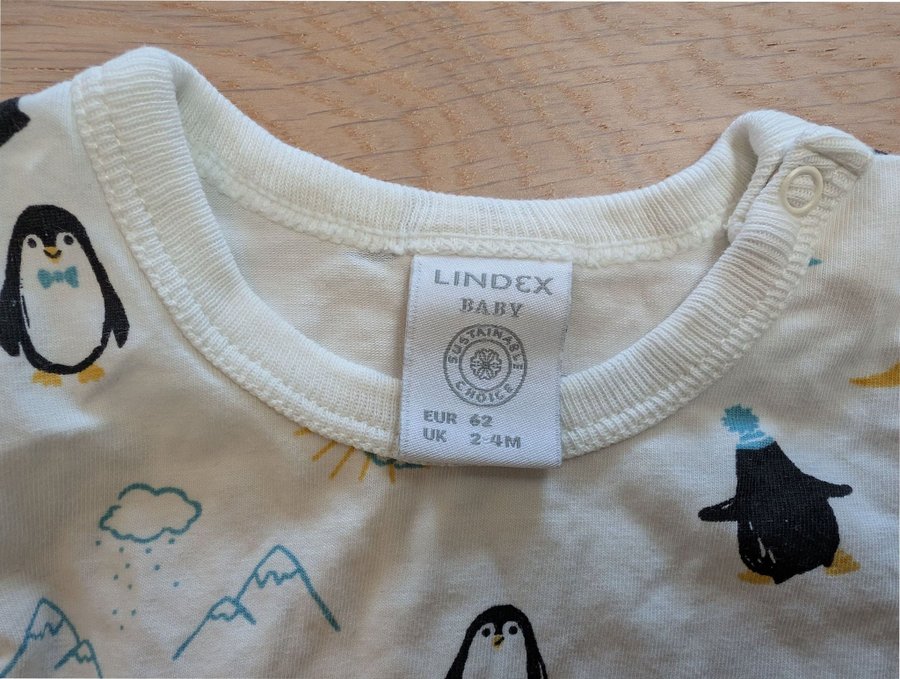 LINDEX
BABY
SUSTAINABLE
CHOICE
EUR 62
UK 2-4M